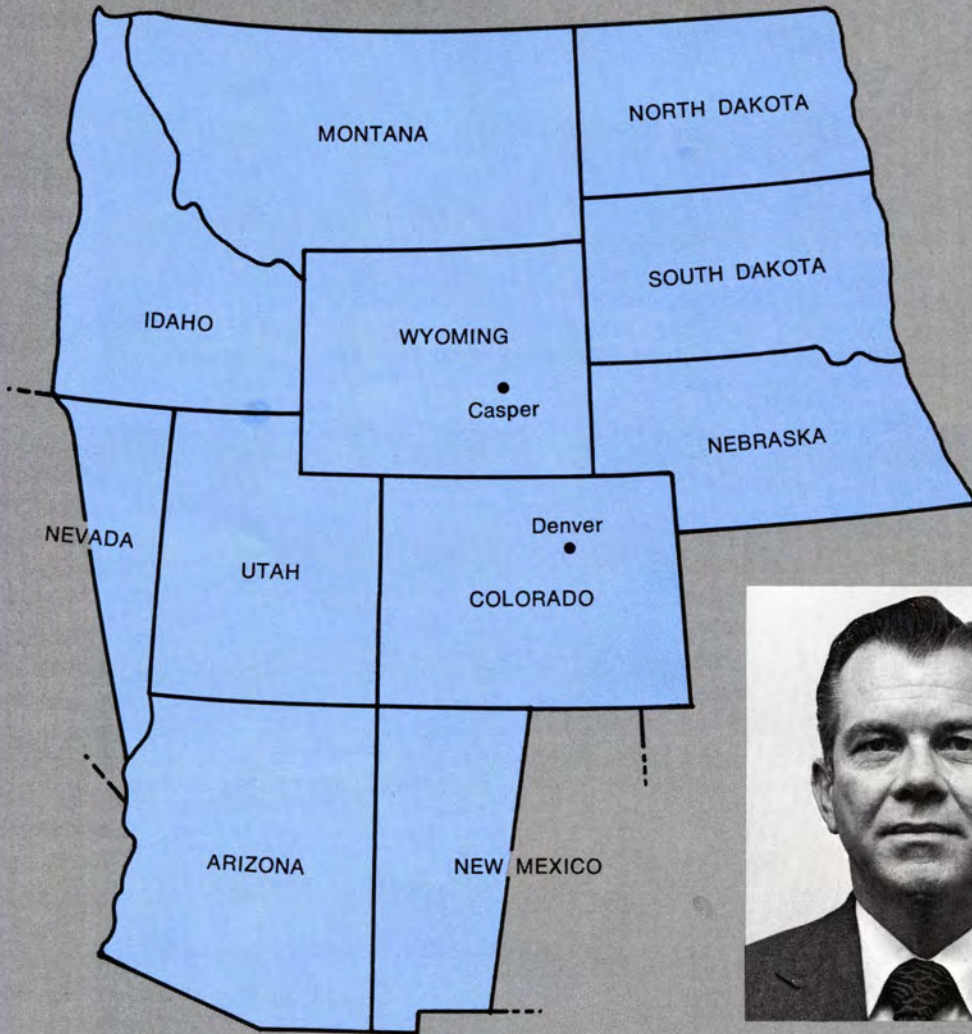 MONTANA
NORTH DAKOTA
SOUTH DAKOTA
IDAHO
WYOMING
Casper
NEBRASKA
NEVADA
Denver
UTAH
COLORADO
ARIZONA
NEW MEXICO